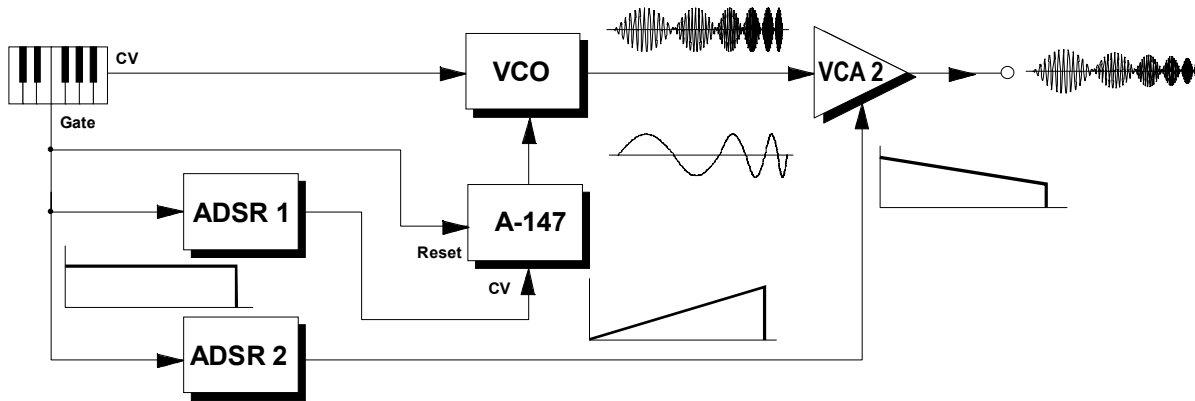 CV
VCO
VCA 2
Gate
ADSR 1
A-147
Reset
CV
ADSR 2